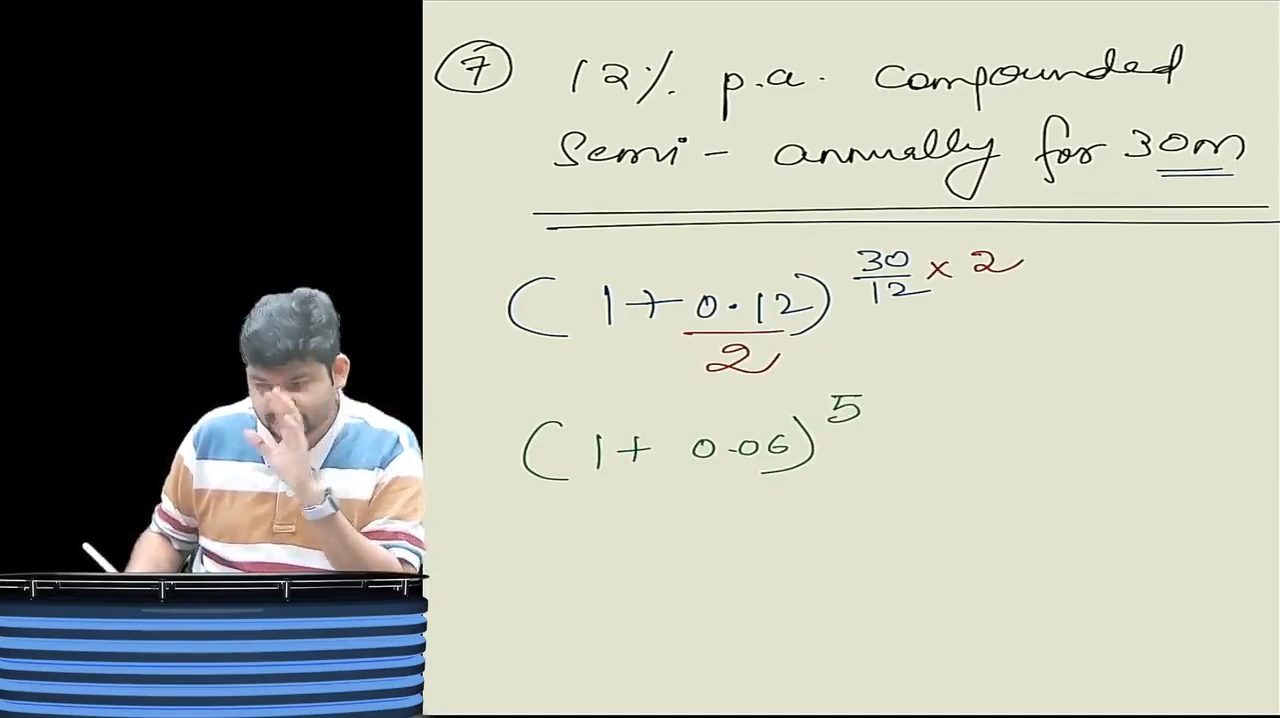 7 12% p.a. compounded
semi-annually for 30m
(1+0.12/2)^30/12 × 2
(1+ 0.06)^5